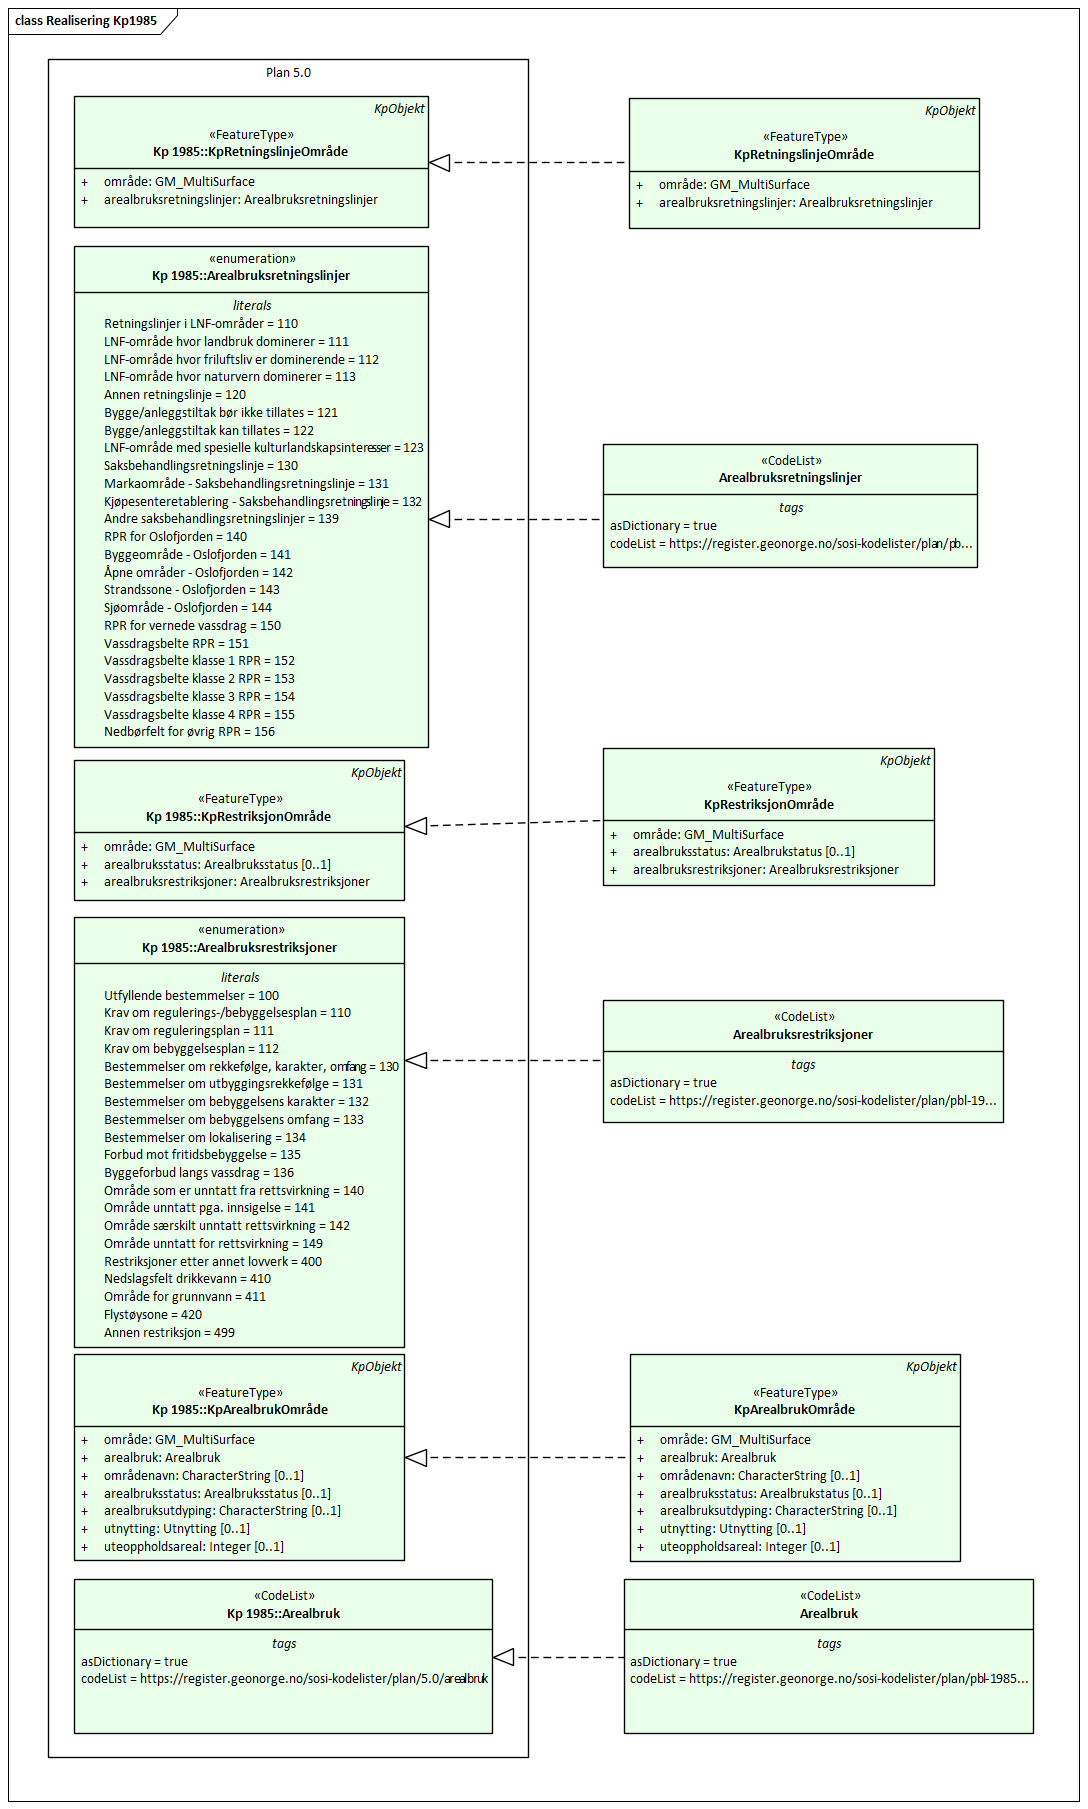 class Realisering Kp1985
Plan 5.0
KpObjekt
«FeatureType»
Kp 1985::KpRetningslinjeOmråde
+ område: GM_MultiSurface
+ arealbruksretningslinjer: Arealbruksretningslinjer
KpObjekt
«FeatureType»
KpRetningslinjeOmråde
+ område: GM_MultiSurface
+ arealbruksretningslinjer: Arealbruksretningslinjer
«enumeration»
Kp 1985::Arealbruksretningslinjer
literals
Retningslinjer i LNF-områder = 110
LNF-område hvor landbruk dominerer = 111
LNF-område hvor friluftsliv er dominerende = 112
LNF-område hvor naturvern dominerer = 113
Annen retningslinje = 120
Bygge/anleggstiltak bør ikke tillates = 121
Bygge/anleggstiltak kan tillates = 122
LNF-område med spesielle kulturlandskapsinteresser = 123
Saksbehandlingsretningslinje = 130
Markaområde - Saksbehandlingsretningslinje = 131
Kjøpesenteretablering - Saksbehandlingsretningslinje = 132
Andre saksbehandlingsretningslinjer = 139
RPR for Oslofjorden = 140
Byggeområde - Oslofjorden = 141
Åpne områder - Oslofjorden = 142
Strandssone - Oslofjorden = 143
Sjøområde - Oslofjorden = 144
RPR for vernede vassdrag = 150
Vassdragsbelte RPR = 151
Vassdragsbelte klasse 1 RPR = 152
Vassdragsbelte klasse 2 RPR = 153
Vassdragsbelte klasse 3 RPR = 154
Vassdragsbelte klasse 4 RPR = 155
Nedbørfelt for øvrig RPR = 156
«CodeList»
Arealbruksretningslinjer
tags
asDictionary = true
codeList = https://register.geonorge.no/sosi-kodelister/plan/pb...
KpObjekt
«FeatureType»
Kp 1985::KpRestriksjonOmråde
+ område: GM_MultiSurface
+ arealbruksstatus: Arealbruksstatus [0..1]
+ arealbruksrestriksjoner: Arealbruksrestriksjoner
KpObjekt
«FeatureType»
KpRestriksjonOmråde
+ område: GM_MultiSurface
+ arealbruksstatus: Arealbrukstatus [0..1]
+ arealbruksrestriksjoner: Arealbruksrestriksjoner
«enumeration»
Kp 1985::Arealbruksrestriksjoner
literals
Utfyllende bestemmelser = 100
Krav om regulerings-/bebyggelsesplan = 110
Krav om reguleringsplan = 111
Krav om bebyggelsesplan = 112
Bestemmelser om rekkefølge, karakter, omfang = 130
Bestemmelser om utbyggingsrekkefølge = 131
Bestemmelser om bebyggelsens karakter = 132
Bestemmelser om bebyggelsens omfang = 133
Bestemmelser om lokalisering = 134
Forbud mot fritidsbebyggelse = 135
Byggeforbud langs vassdrag = 136
Område som er unntatt fra rettsvirkning = 140
Område unntatt pga. innsigelse = 141
Område særskilt unntatt rettsvirkning = 142
Område unntatt for rettsvirkning = 149
Restriksjoner etter annet lovverk = 400
Nedslagsfelt drikkevann = 410
Område for grunnvann = 411
Flystøysone = 420
Annen restriksjon = 499
«CodeList»
Arealbruksrestriksjoner
tags
asDictionary = true
codeList = https://register.geonorge.no/sosi-kodelister/plan/pbl-19...
KpObjekt
«FeatureType»
Kp 1985::KpArealbrukOmråde
+ område: GM_MultiSurface
+ arealbruk: Arealbruk
+ områdenavn: CharacterString [0..1]
+ arealbruksstatus: Arealbruksstatus [0..1]
+ arealbruksutdyping: CharacterString [0..1]
+ utnytting: Utnytting [0..1]
+ uteoppholdsareal: Integer [0..1]
KpObjekt
«FeatureType»
KpArealbrukOmråde
+ område: GM_MultiSurface
+ arealbruk: Arealbruk
+ områdenavn: CharacterString [0..1]
+ arealbruksstatus: Arealbrukstatus [0..1]
+ arealbruksutdyping: CharacterString [0..1]
+ utnytting: Utnytting [0..1]
+ uteoppholdsareal: Integer [0..1]
«CodeList»
Kp 1985::Arealbruk
tags
asDictionary = true
codeList = https://register.geonorge.no/sosi-kodelister/plan/5.0/arealbruk
«CodeList»
Arealbruk
tags
asDictionary = true
codeList = https://register.geonorge.no/sosi-kodelister/plan/pbl-1985...